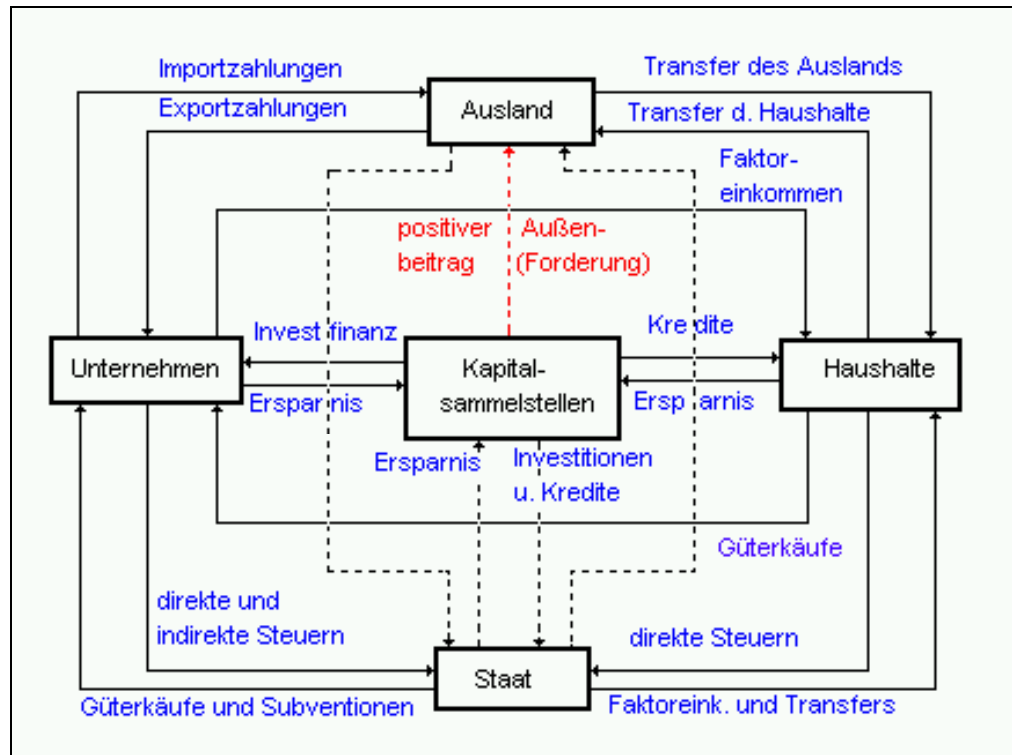 Importzahlungen
Transfer des Auslands
Ausland
Exportzahlungen
Transfer d. Haushalte
Faktor-
einkommen
positiver Außen-
beitrag (Forderung)
Invest finanz
Kre dite
Unternehmen
Kapital-
sammelstellen
Haushalte
Erspar nis
Ersp arnis
Ersparnis
Investitionen
u. Kredite
Güterkäufe
direkte und
indirekte Steuern
direkte Steuern
Staat
Güterkäufe und Subventionen
Faktoreink. und Transfers